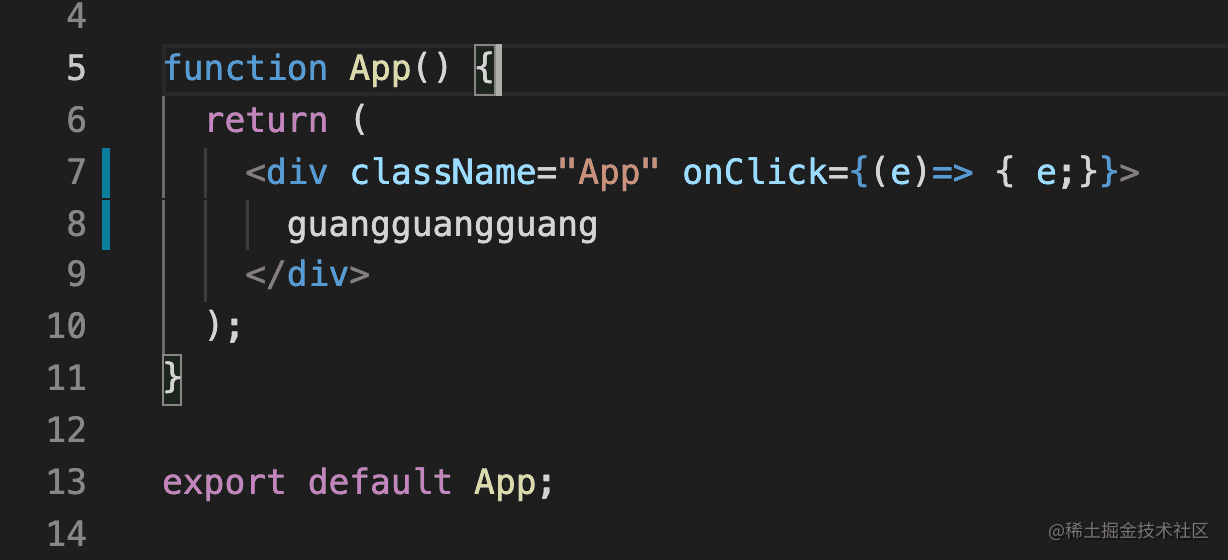 4
5 function App() {
6 return (
7 <div className="App" onClick={(e)=> { e;}}>
8 guangguangguang
9 </div>
10 );
11 }
12
13 export default App;
14
@稀土掘金技术社区